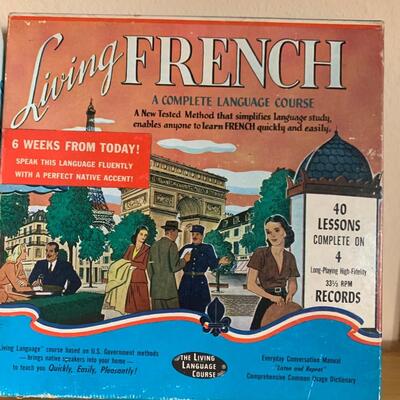 Living FRENCH
A COMPLETE LANGUAGE COURSE
A New Tested Method that simplifies language study,
enables anyone to learn FRENCH quickly and easily.
6 WEEKS FROM TODAY!
SPEAK THIS LANGUAGE FLUENTLY
WITH A PERFECT NATIVE ACCENT!
40
LESSONS
COMPLETE ON
4
Long-Playing High-Fidelity
33⅓ RPM
RECORDS
Living Language" course based on U.S. Government methods
— brings native speakers into your home —
to teach you Quickly, Easily, Pleasantly!
THE LIVING
LANGUAGE
COURSE
Everyday Conversation Manual
"Listen and Repeat"
Comprehensive Common Usage Dictionary